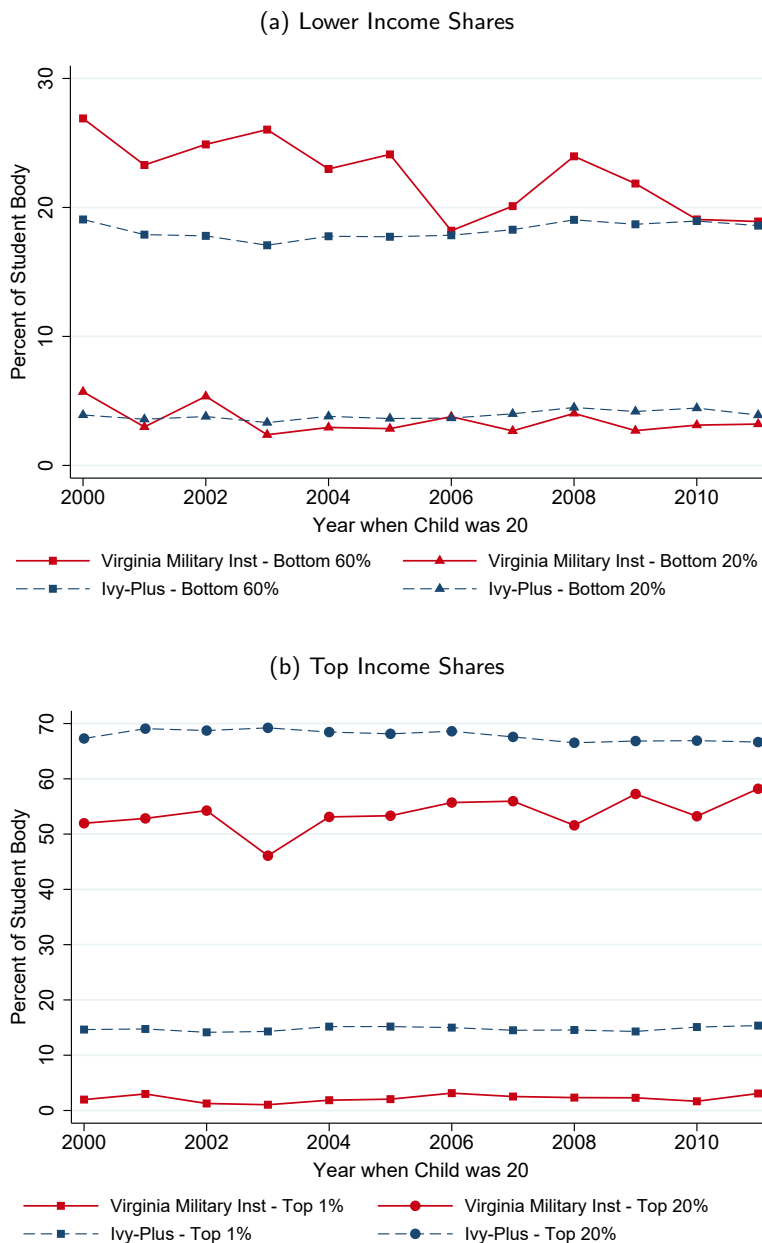 (a) Lower Income Shares
30
20
10
0
Percent of Student Body
2000 2002 2004 2006 2008 2010
Year when Child was 20
Virginia Military Inst - Bottom 60% Virginia Military Inst - Bottom 20%
Ivy-Plus - Bottom 60% Ivy-Plus - Bottom 20%
(b) Top Income Shares
70
60
50
40
30
20
10
0
Percent of Student Body
2000 2002 2004 2006 2008 2010
Year when Child was 20
Virginia Military Inst - Top 1% Virginia Military Inst - Top 20%
Ivy-Plus - Top 1% Ivy-Plus - Top 20%